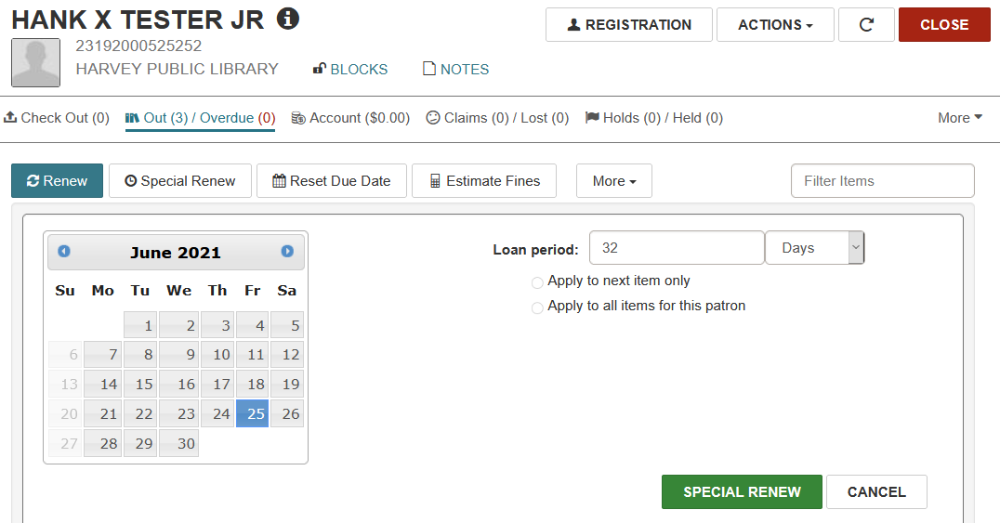 HANK X TESTER JR
REGISTRATION ACTIONS CLOSE
23192000525252
HARVEY PUBLIC LIBRARY BLOCKS NOTES
Check Out (0) Out (3) / Overdue (0) Account ($0.00) Claims (0) / Lost (0) Holds (0) / Held (0) More
Renew Special Renew Reset Due Date Estimate Fines More Filter Items
June 2021
Su Mo Tu We Th Fr Sa
1 2 3 4 5
6 7 8 9 10 11 12
13 14 15 16 17 18 19
20 21 22 23 24 25 26
27 28 29 30
Loan period: 32 Days
Apply to next item only
Apply to all items for this patron
SPECIAL RENEW CANCEL